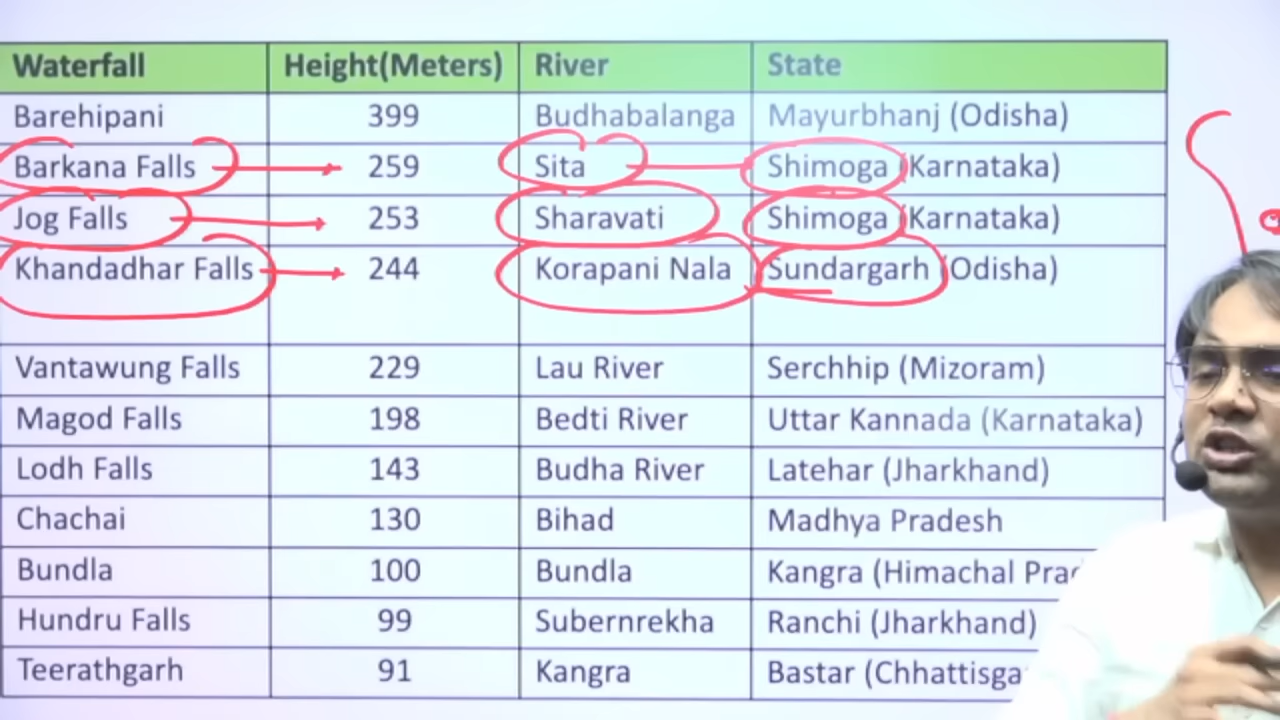 Waterfall Height(Meters) River State
Barehipani 399 Budhabalanga Mayurbhanj (Odisha)
Barkana Falls 259 Sita Shimoga (Karnataka)
Jog Falls 253 Sharavati Shimoga (Karnataka)
Khandadhar Falls 244 Korapani Nala Sundargarh (Odisha)
Vantawung Falls 229 Lau River Serchhip (Mizoram)
Magod Falls 198 Bedti River Uttar Kannada (Karnataka)
Lodh Falls 143 Budha River Latehar (Jharkhand)
Chachai 130 Bihad Madhya Pradesh
Bundla 100 Bundla Kangra (Himachal
Hundru Falls 99 Subernrekha Ranchi (Jharkhand)
Teerathgarh 91 Kangra Bastar